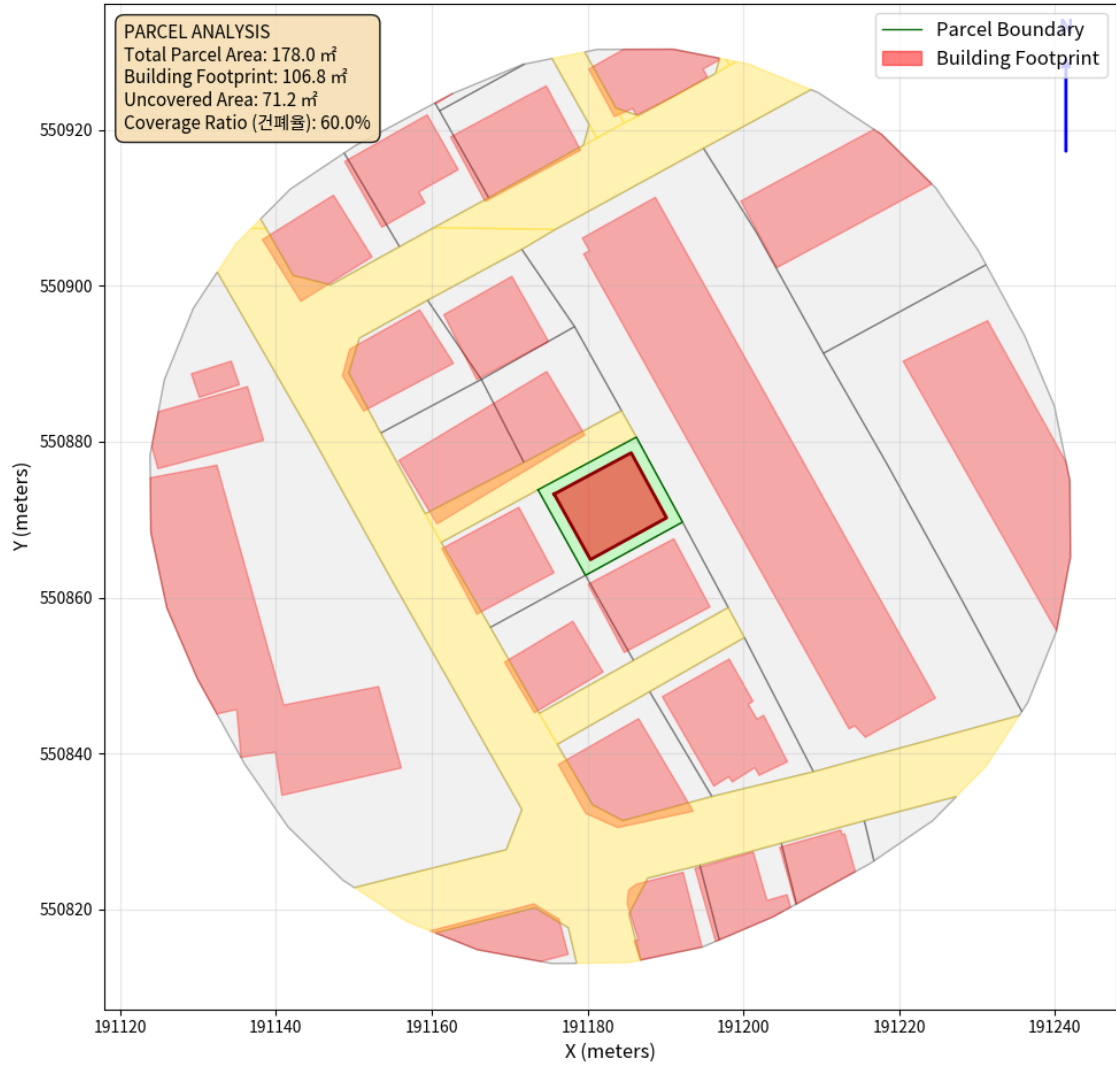 PARCEL ANALYSIS
Total Parcel Area: 178.0 ㎡
Building Footprint: 106.8 ㎡
Uncovered Area: 71.2 ㎡
Coverage Ratio (건폐율): 60.0%
Parcel Boundary
Building Footprint
N
550920
550900
550880
550860
550840
550820
Y (meters)
191120
191140
191160
191180
191200
191220
191240
X (meters)